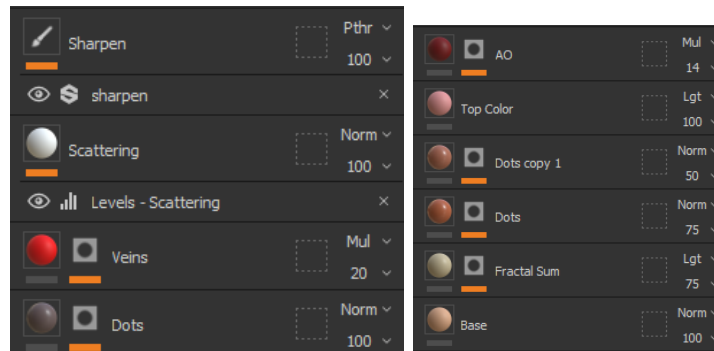 Sharpen
Pthr
100
sharpen
Scattering
Norm
100
Levels - Scattering
Veins
Mul
20
Dots
Norm
100
AO
Mul
14
Top Color
Lgt
100
Dots copy 1
Norm
50
Dots
Norm
75
Fractal Sum
Lgt
75
Base
Norm
100